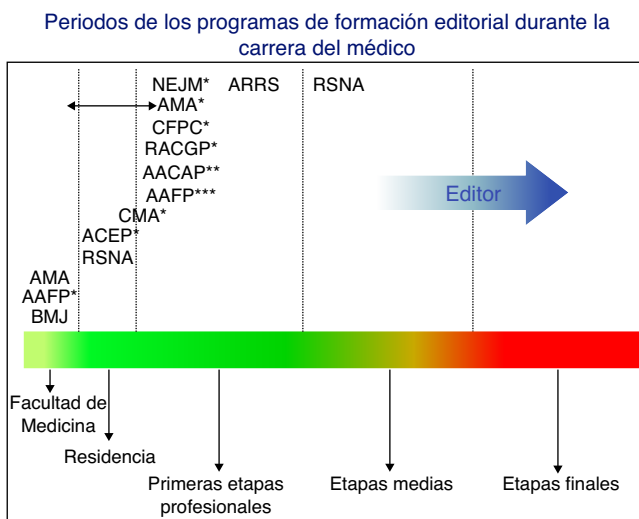 Periodos de los programas de formación editorial durante la
carrera del médico
NEJM* ARRS RSNA
AMA*
CFPC*
RACGP*
AACAP**
AAFP***
CMA*
ACEP*
RSNA
AMA
AAFP*
BMJ
Editor
Facultad de
Medicina
Residencia
Primeras etapas
profesionales
Etapas medias
Etapas finales